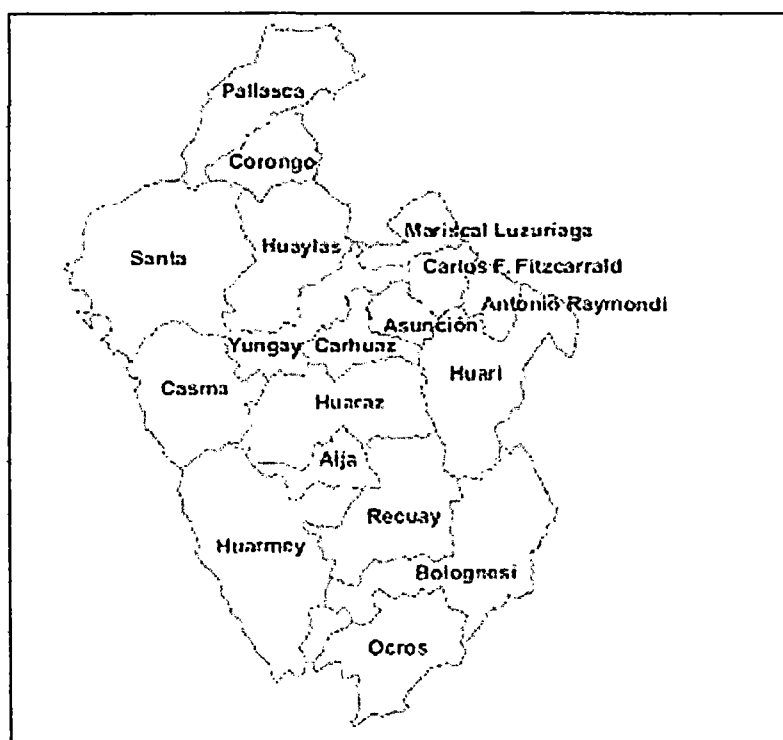 Pallasca
Corongo
Mariscal Luzuriaga
Santa
Huaylas
Carlos F. Fitzcarrald
Antonio Raymondi
Asunción
Yungay
Carhuaz
Casma
Huari
Huaraz
Aija
Recuay
Huarmey
Bolognesi
Ocros